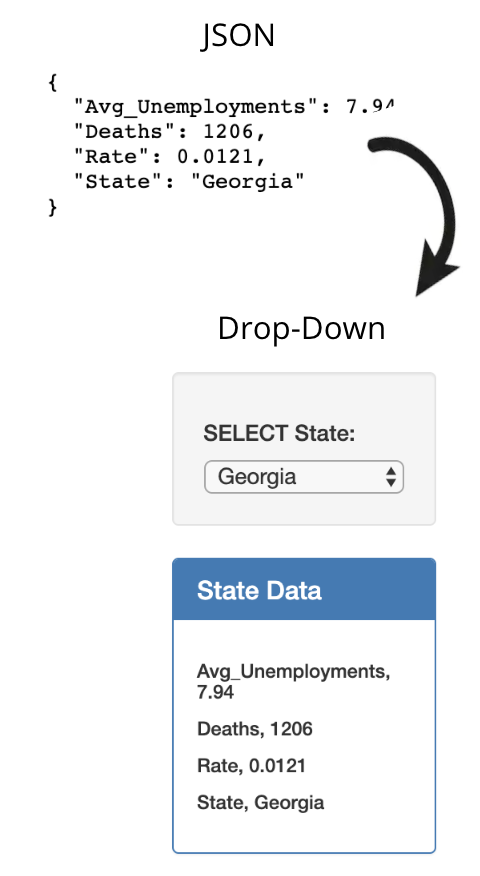 JSON
{
"Avg_Unemployments": 7.94
"Deaths": 1206,
"Rate": 0.0121,
"State": "Georgia"
}
Drop-Down
SELECT State:
Georgia
State Data
Avg_Unemployments,
7.94
Deaths, 1206
Rate, 0.0121
State, Georgia